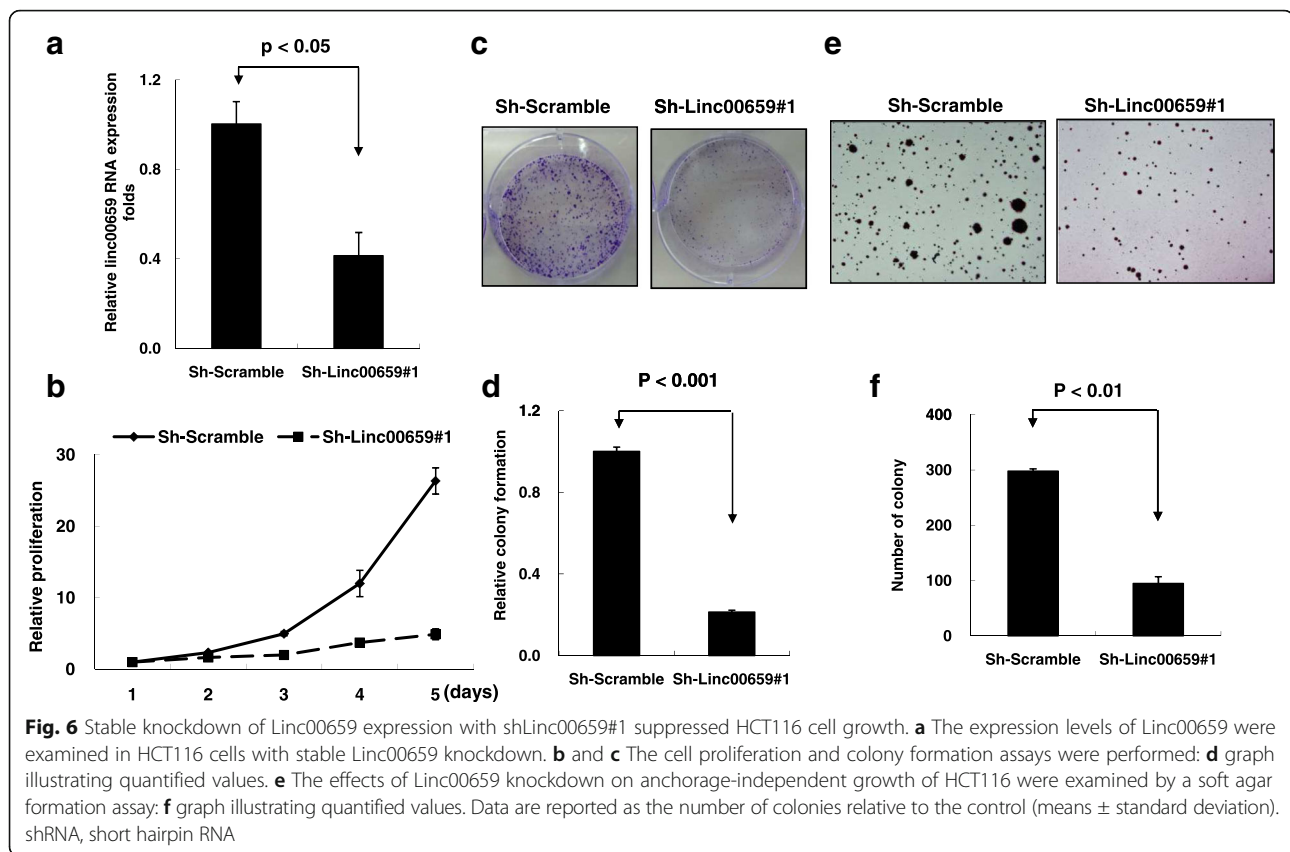 a
p < 0.05
Relative linc00659 RNA expression
folds
1.2
0.8
0.4
0.0
Sh-Scramble
Sh-Linc00659#1
b
Sh-Scramble
Sh-Linc00659#1
Relative proliferation
30
20
10
0
1 2 3 4 5 (days)
c
Sh-Scramble
Sh-Linc00659#1
d
P < 0.001
Relative colony formation
1.2
0.8
0.4
0.0
Sh-Scramble
Sh-Linc00659#1
e
Sh-Scramble
Sh-Linc00659#1
f
P < 0.01
Number of colony
400
300
200
100
0
Sh-Scramble
Sh-Linc00659#1
Fig. 6 Stable knockdown of Linc00659 expression with shLinc00659#1 suppressed HCT116 cell growth. a The expression levels of Linc00659 were
examined in HCT116 cells with stable Linc00659 knockdown. b and c The cell proliferation and colony formation assays were performed: d graph
illustrating quantified values. e The effects of Linc00659 knockdown on anchorage-independent growth of HCT116 were examined by a soft agar
formation assay: f graph illustrating quantified values. Data are reported as the number of colonies relative to the control (means ± standard deviation).
shRNA, short hairpin RNA